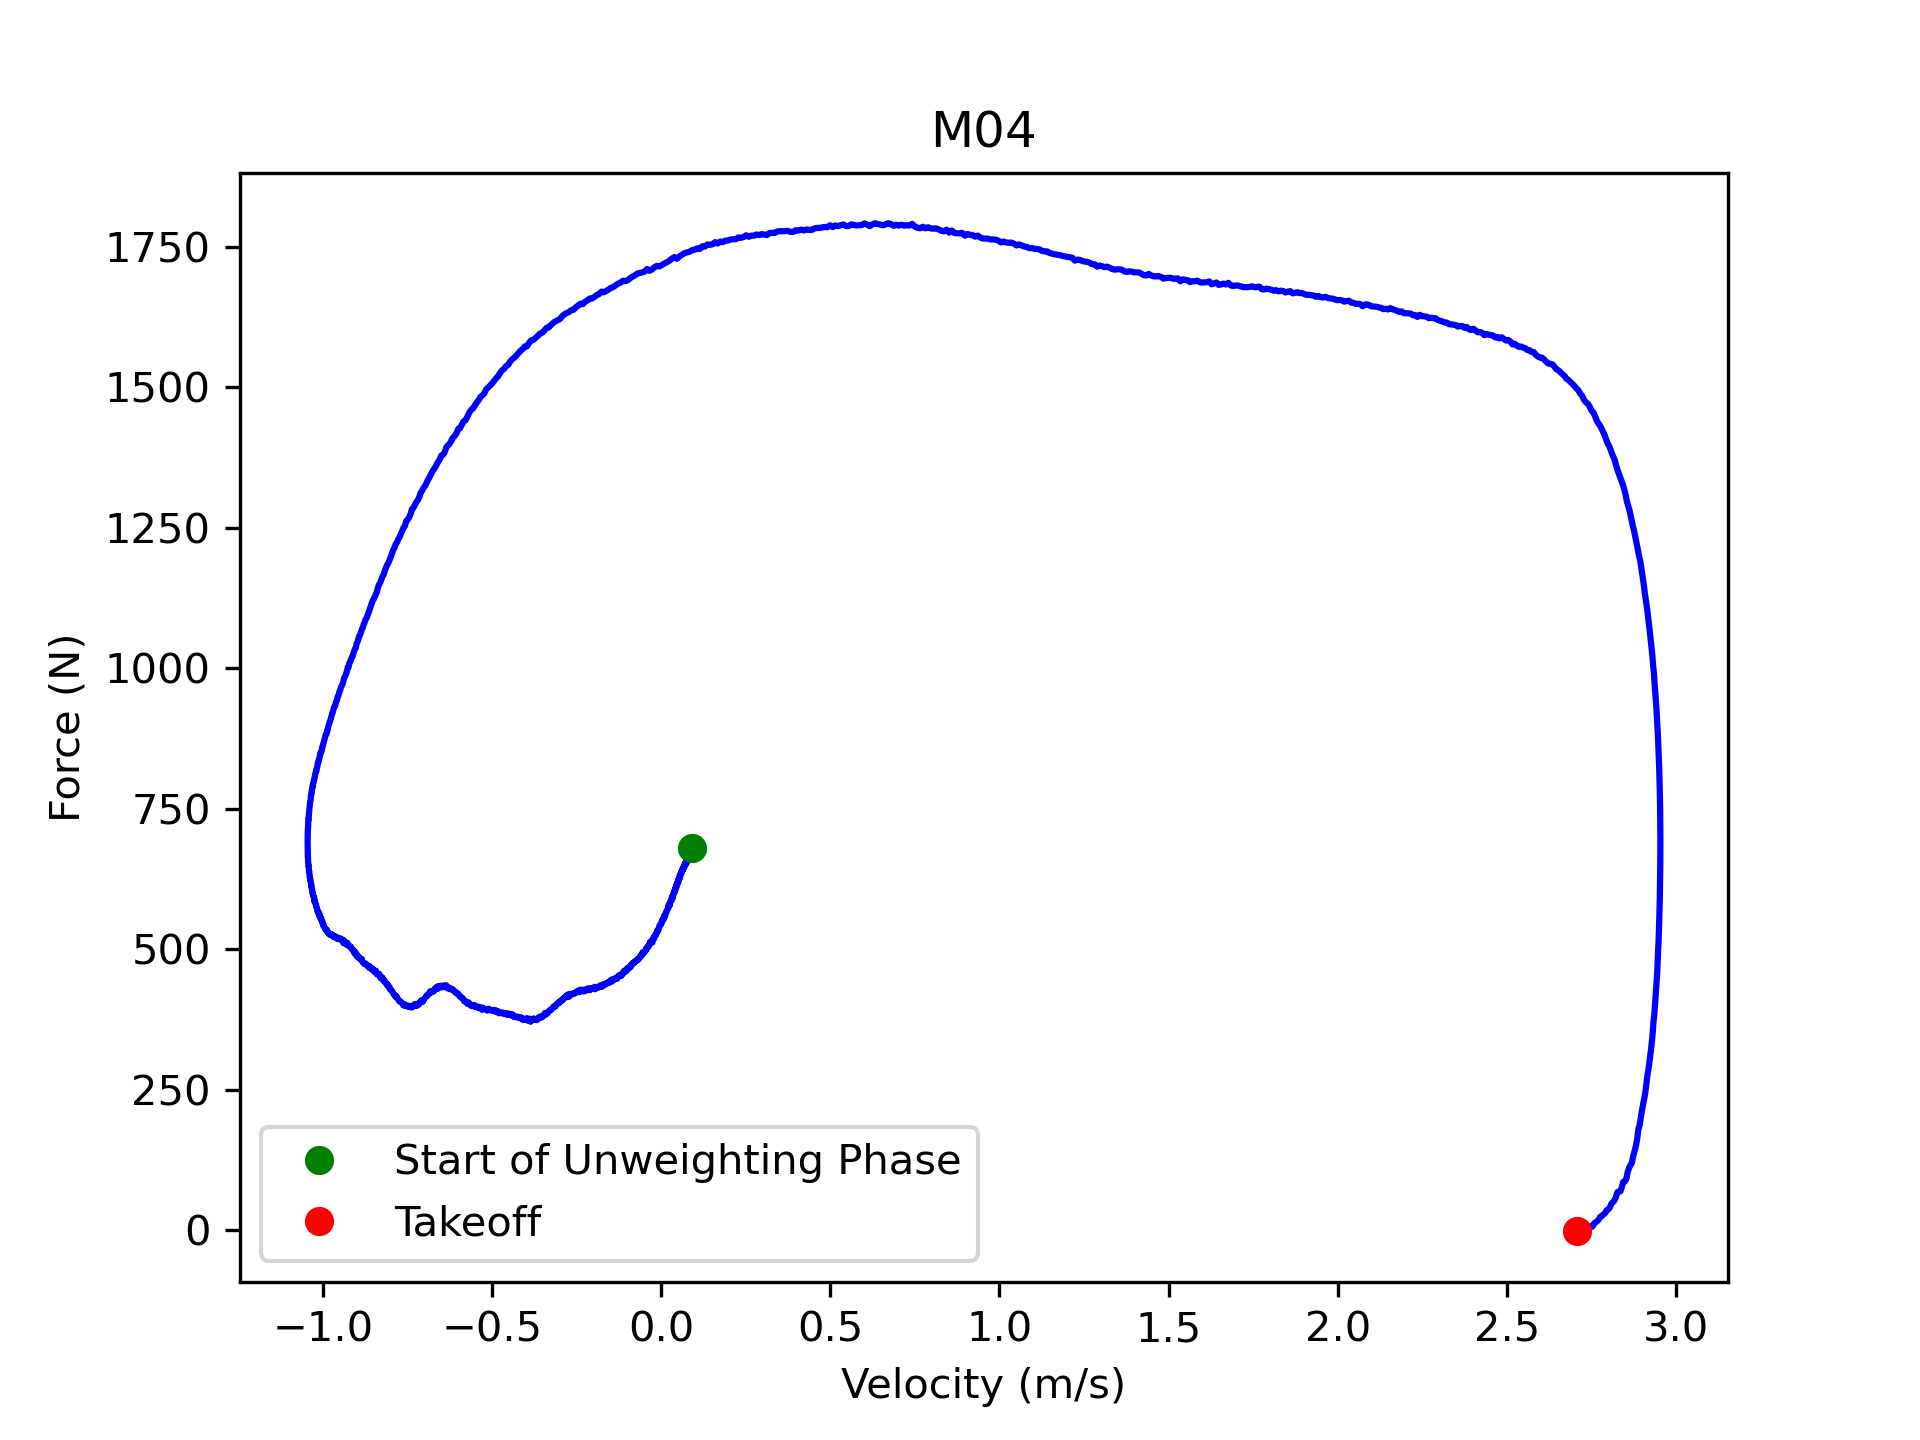 M04
Force (N)
1750
1500
1250
1000
750
500
250
0
−1.0 −0.5 0.0 0.5 1.0 1.5 2.0 2.5 3.0
Velocity (m/s)
Start of Unweighting Phase
Takeoff